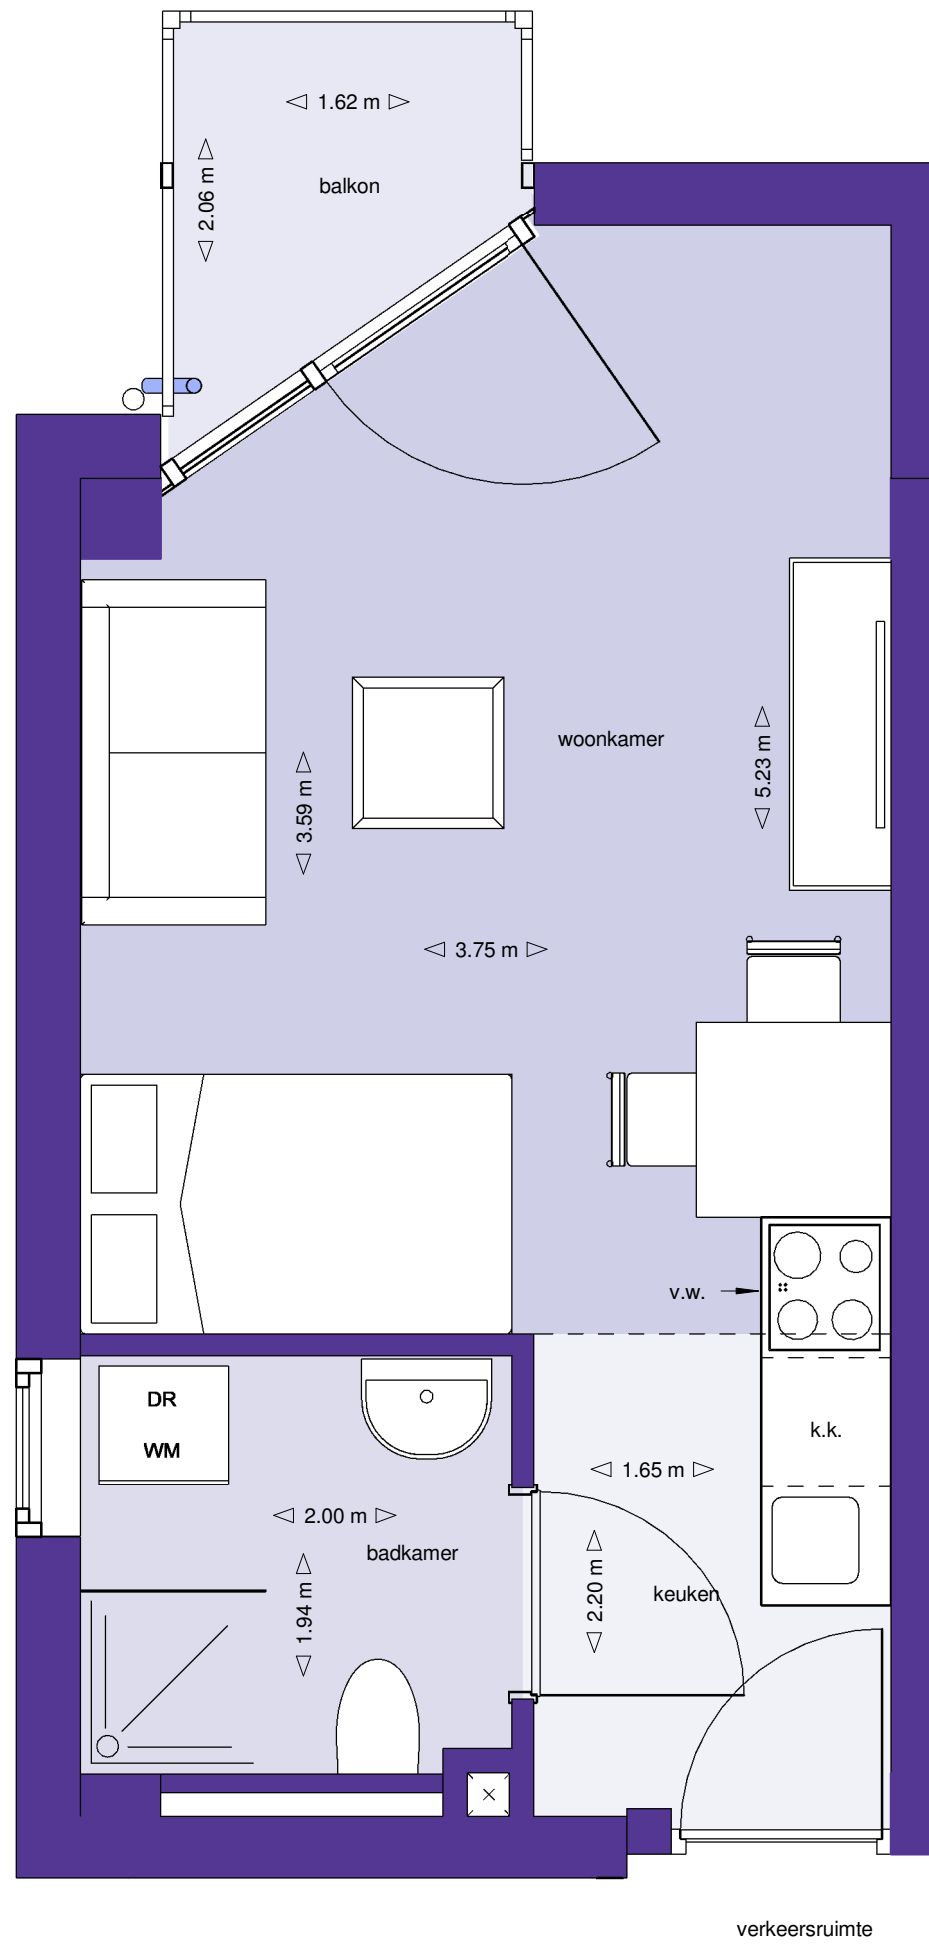 1.62 m
balkon
2.06 m
woonkamer
5.23 m
3.59 m
3.75 m
v.w.
DR
WM
k.k.
1.65 m
2.00 m
badkamer
1.94 m
2.20 m
keuken
verkeersruimte